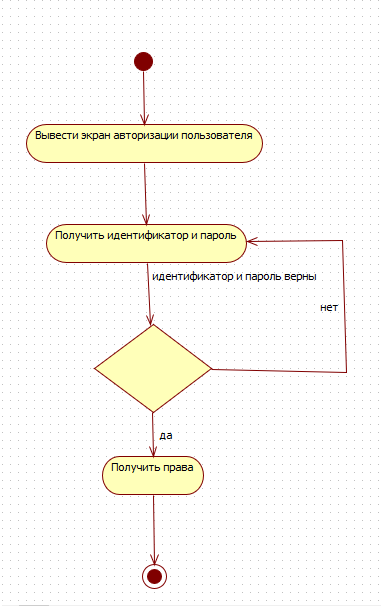 Вывести экран авторизации пользователя
Получить идентификатор и пароль
идентификатор и пароль верны
нет
да
Получить права